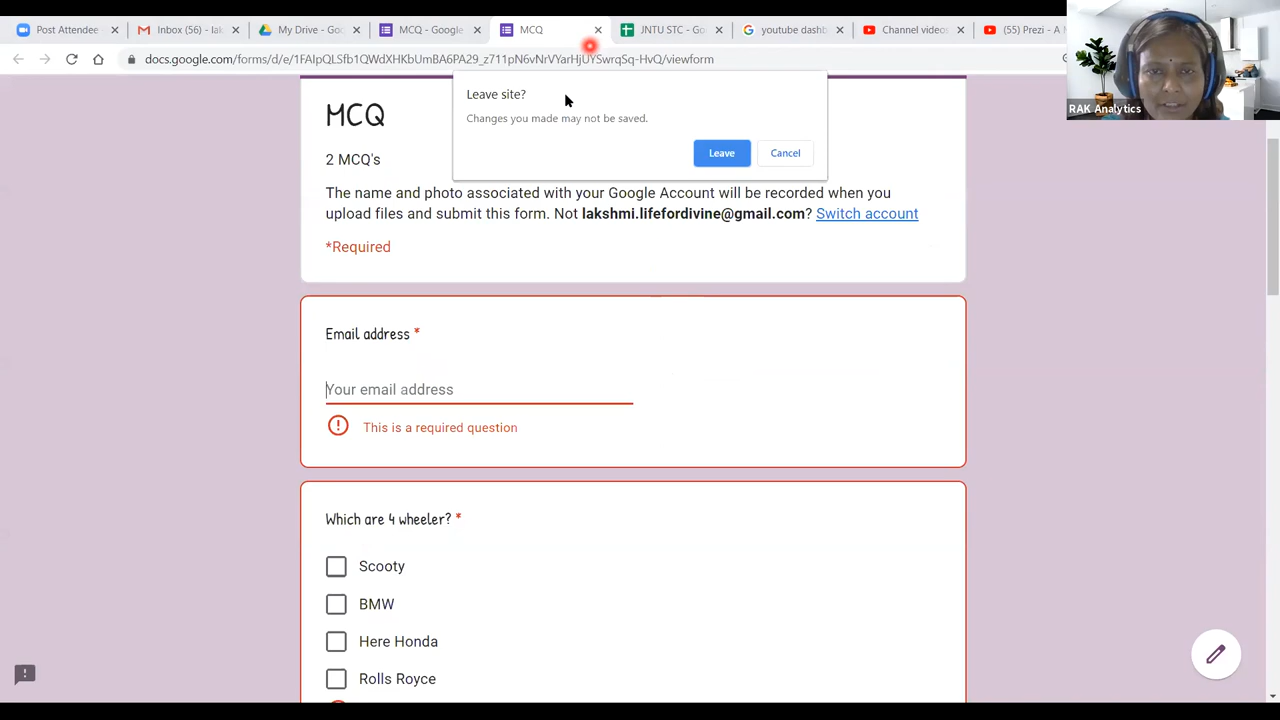 Post Attendee
Inbox (56) - lak
My Drive - Goo
MCQ - Google
MCQ
JNTU STC - Go
youtube dashb
Channel videos
(55) Prezi - A N
docs.google.com/forms/d/e/1FAIpQLSfb1QWDXHKbUmBA6PA29_z711pN6vNrVYarHjUYSwrqSq-HvQ/viewform
RAK Analytics
Leave site?
Changes you made may not be saved.
Leave
Cancel
MCQ
2 MCQ's
The name and photo associated with your Google Account will be recorded when you
upload files and submit this form. Not lakshmi.lifefordivine@gmail.com? Switch account
*Required
Email address *
Your email address
This is a required question
Which are 4 wheeler? *
Scooty
BMW
Here Honda
Rolls Royce